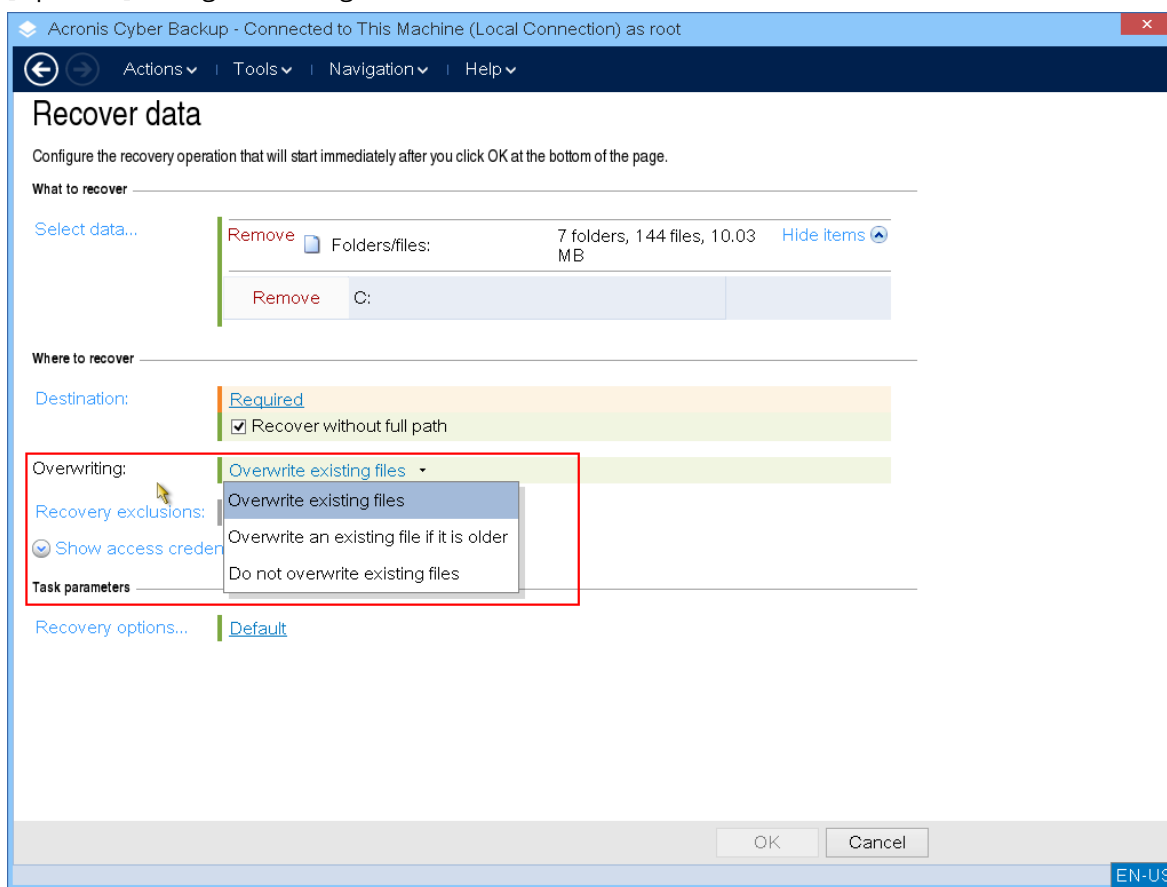 Acronis Cyber Backup - Connected to This Machine (Local Connection) as root
Actions Tools Navigation Help
Recover data
Configure the recovery operation that will start immediately after you click OK at the bottom of the page.
What to recover
Select data...
Remove Folders/files: 7 folders, 144 files, 10.03 MB Hide items
Remove C:
Where to recover
Destination: Required
Recover without full path
Overwriting: Overwrite existing files
Overwrite existing files
Recovery exclusions:
Overwrite an existing file if it is older
Show access creden
Do not overwrite existing files
Task parameters
Recovery options... Default
OK Cancel
EN-US